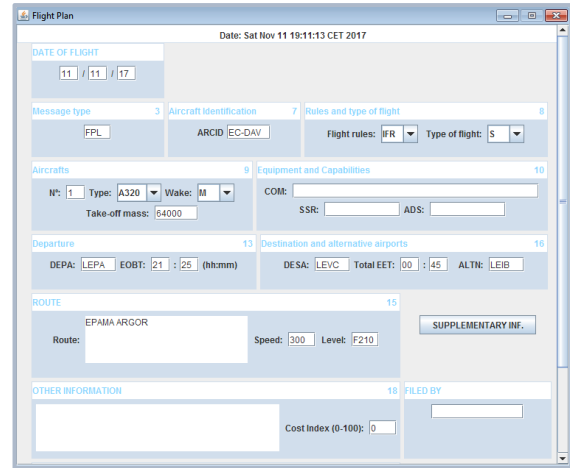 Flight Plan
Date: Sat Nov 11 19:11:13 CET 2017
DATE OF FLIGHT
11 / 11 / 17
Message type 3 Aircraft Identification 7 Rules and type of flight 8
FPL ARCID EC-DAV Flight rules: IFR Type of flight: S
Aircrafts 9 Equipment and Capabilities 10
Nº: 1 Type: A320 Wake: M COM:
Take-off mass: 64000 SSR: ADS:
Departure 13 Destination and alternative airports 16
DEPA: LEPA EOBT: 21 : 25 (hh:mm) DESA: LEVC Total EET: 00 : 45 ALTN: LEIB
ROUTE 15
EPAMA ARGOR
SUPPLEMENTARY INF.
Route: Speed: 300 Level: F210
OTHER INFORMATION 18 FILED BY
Cost Index (0-100): 0